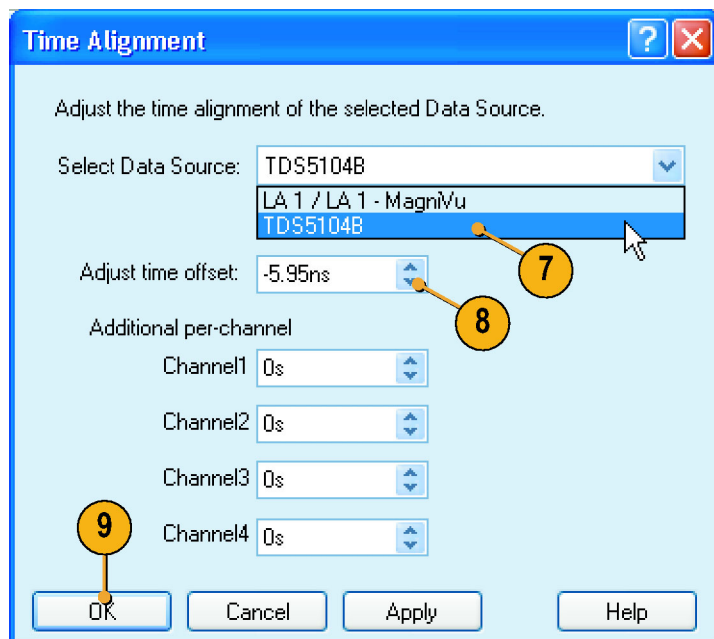 Time Alignment
Adjust the time alignment of the selected Data Source.
Select Data Source: TDS5104B
LA 1 / LA 1 - MagniVu
TDS5104B
7
Adjust time offset: -5.95ns
8
Additional per-channel
Channel1 0s
Channel2 0s
Channel3 0s
Channel4 0s
9
OK Cancel Apply Help